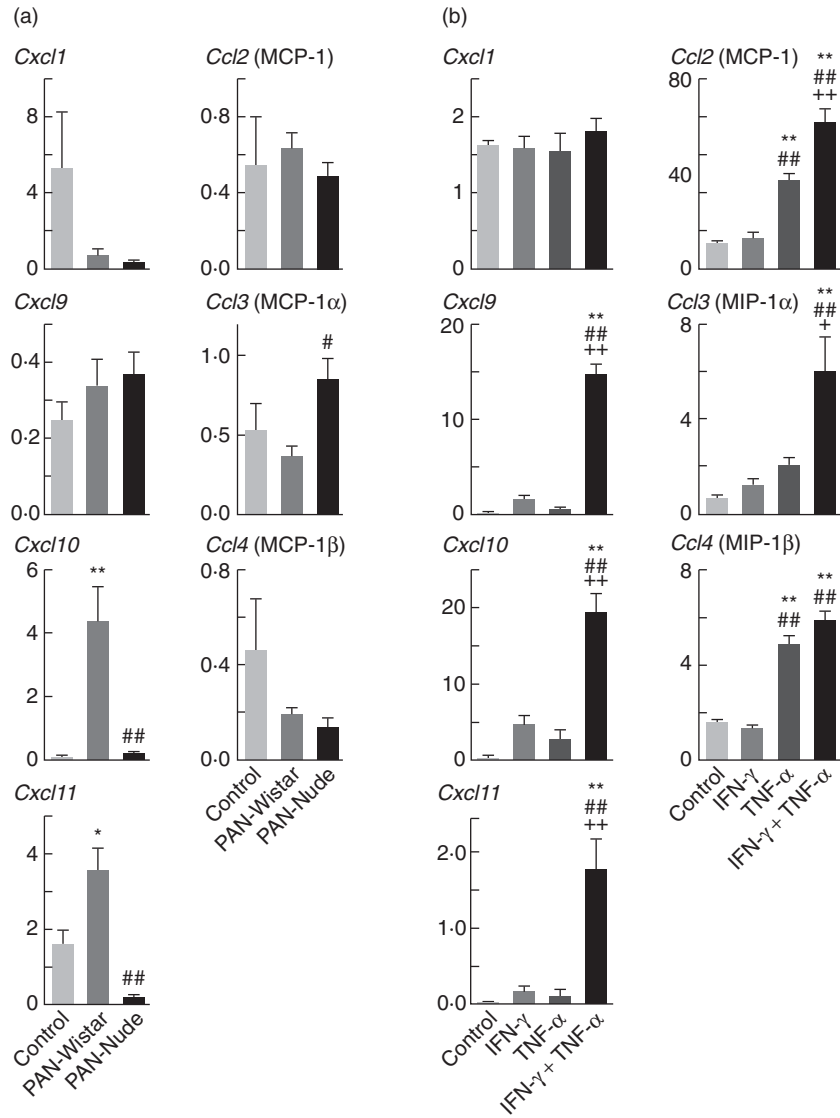 (a)
Cxcl1
8
4
0
Ccl2 (MCP-1)
0·8
0·4
0·0
Cxcl9
0·4
0·2
0·0
Ccl3 (MCP-1α)
#
1·0
0·5
0·0
Cxcl10
**
##
6
4
2
0
Ccl4 (MCP-1β)
0·8
0·4
0·0
Control
PAN-Wistar
PAN-Nude
Cxcl11
*
##
4
2
0
Control
PAN-Wistar
PAN-Nude
(b)
Cxcl1
2
1
0
Ccl2 (MCP-1)
**
##
**
##
++
80
40
0
Cxcl9
**
##
++
20
15
10
5
0
Ccl3 (MIP-1α)
**
##
+
8
6
4
2
0
Cxcl10
**
##
++
20
10
0
Ccl4 (MIP-1β)
**
##
**
##
8
4
0
Control
IFN-γ
TNF-α
IFN-γ + TNF-α
Cxcl11
**
##
++
2·0
1·0
0·0
Control
IFN-γ
TNF-α
IFN-γ + TNF-α